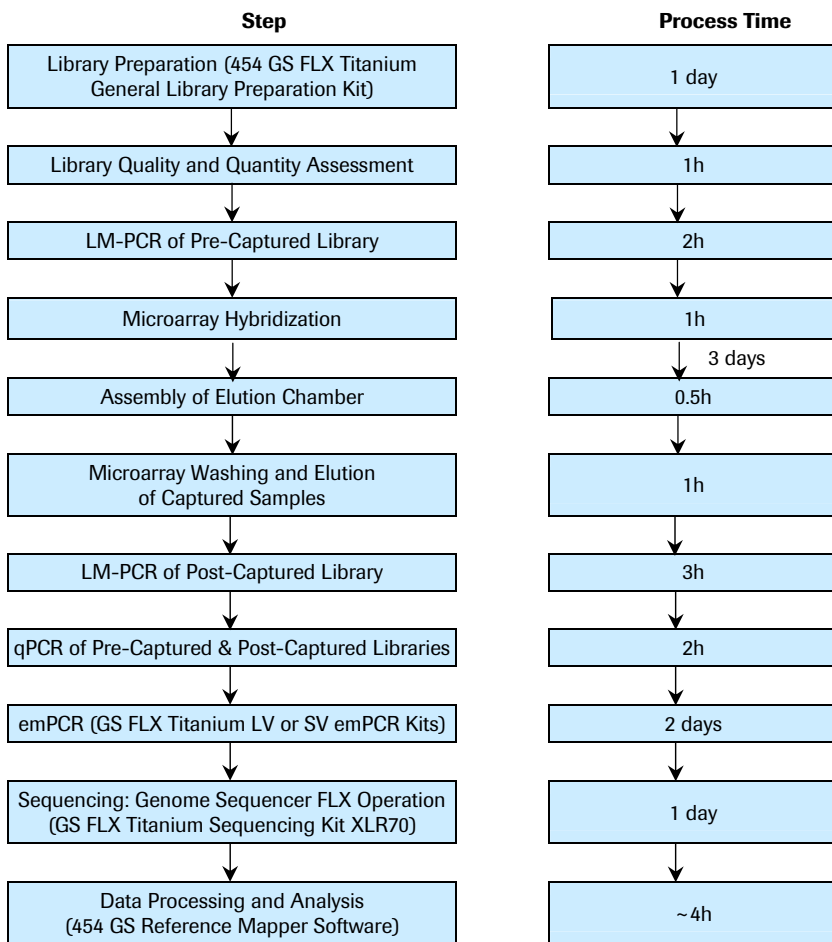 Step
Process Time
Library Preparation (454 GS FLX Titanium
General Library Preparation Kit)
1 day
Library Quality and Quantity Assessment
1h
LM-PCR of Pre-Captured Library
2h
Microarray Hybridization
1h
3 days
Assembly of Elution Chamber
0.5h
Microarray Washing and Elution
of Captured Samples
1h
LM-PCR of Post-Captured Library
3h
qPCR of Pre-Captured & Post-Captured Libraries
2h
emPCR (GS FLX Titanium LV or SV emPCR Kits)
2 days
Sequencing: Genome Sequencer FLX Operation
(GS FLX Titanium Sequencing Kit XLR70)
1 day
Data Processing and Analysis
(454 GS Reference Mapper Software)
~4h